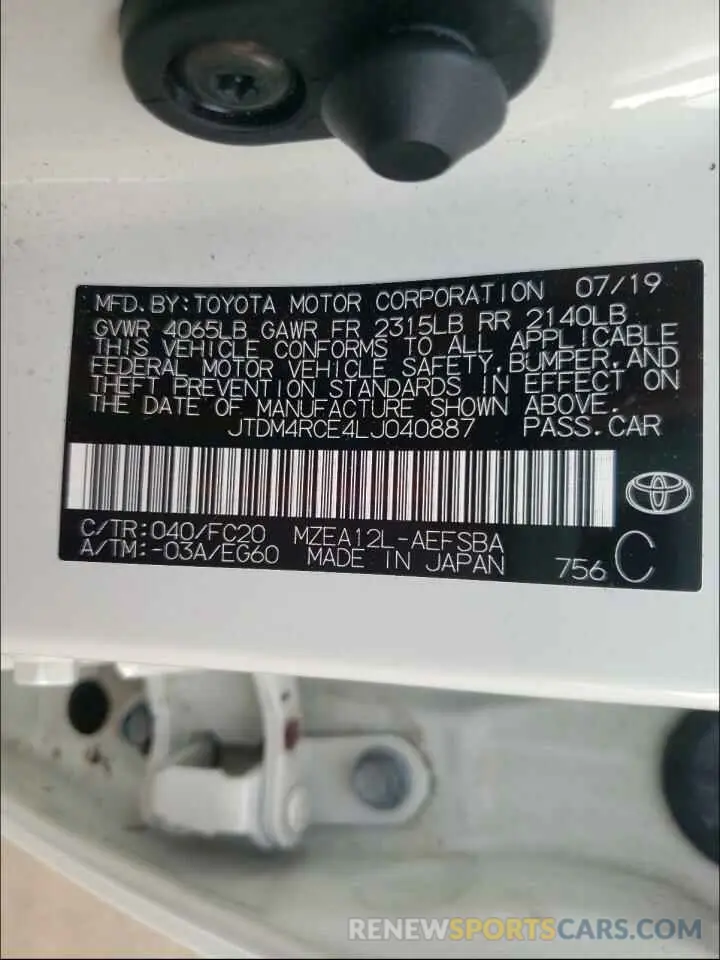 MFD. BY: TOYOTA MOTOR CORPORATION 07/19
GVWR 4065LB GAWR FR 2315LB RR 2140LB
THIS VEHICLE CONFORMS TO ALL APPLICABLE
FEDERAL MOTOR VEHICLE SAFETY, BUMPER, AND
THEFT PREVENTION STANDARDS IN EFFECT ON
THE DATE OF MANUFACTURE SHOWN ABOVE.
JTDM4RCE4LJ040887 PASS. CAR
C/TR: 040/FC20 MZEA12L-AEFSBA
A/TM: -03A/EG60 MADE IN JAPAN 756 C
RENEWSPORTSCARS.COM